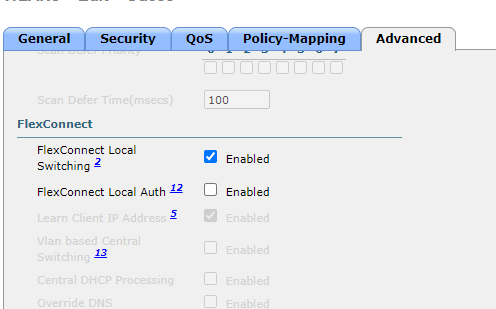 General
Security
QoS
Policy-Mapping
Advanced
Scan Defer Priority
Scan Defer Time(msecs)
100
FlexConnect
FlexConnect Local
Switching 2
Enabled
FlexConnect Local Auth 12
Enabled
Learn Client IP Address 5
Enabled
Vlan based Central
Switching 13
Enabled
Central DHCP Processing
Enabled
Override DNS
Enabled